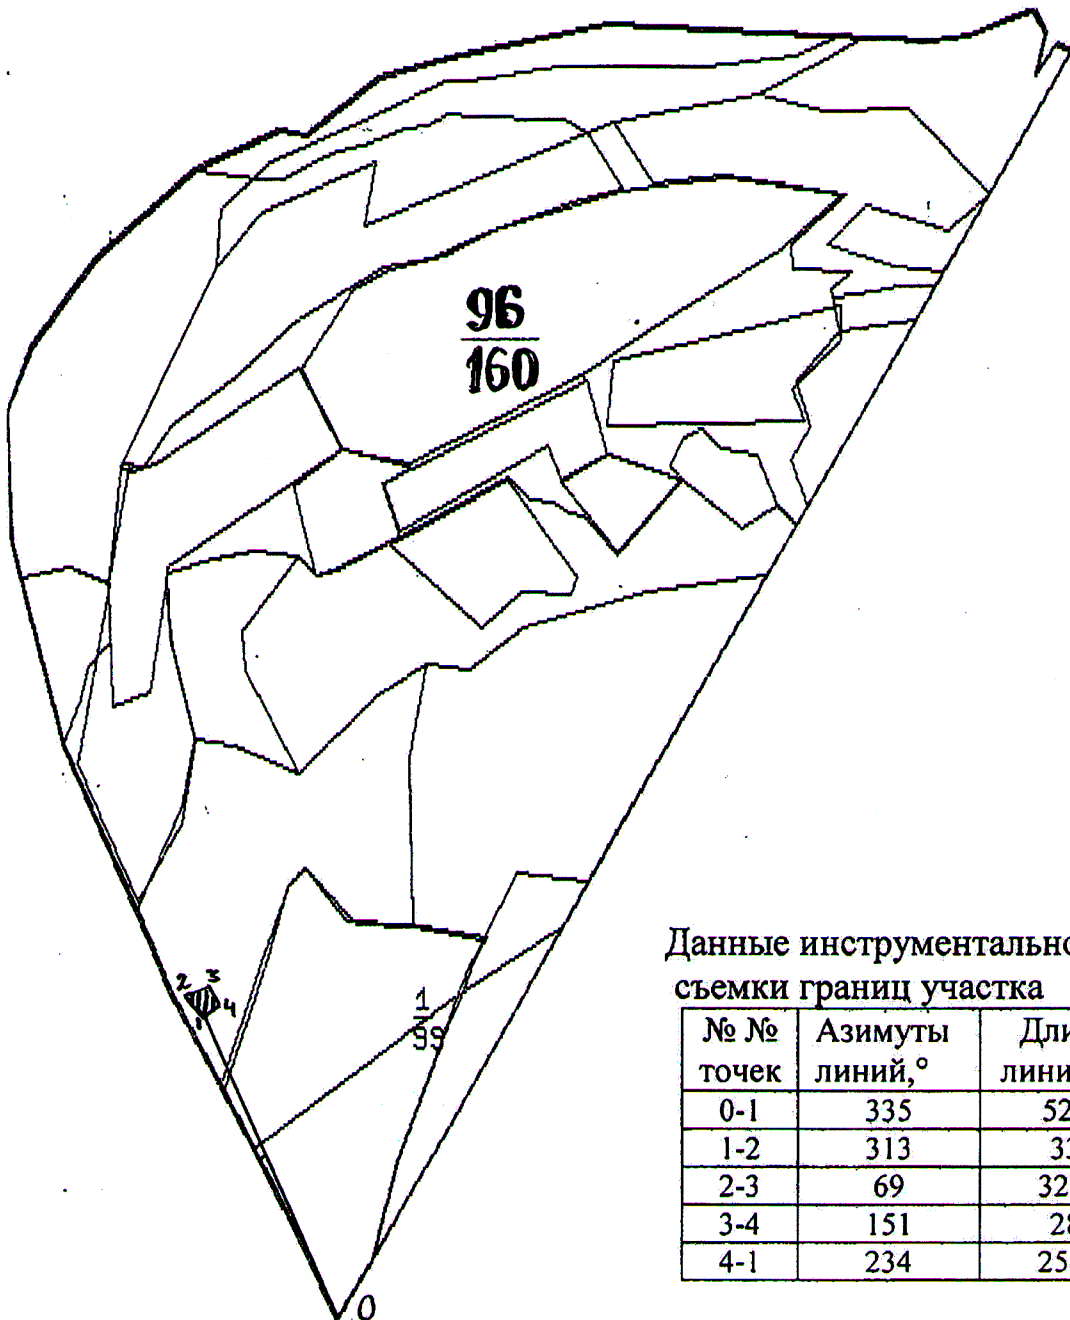 96
160
2 3
1 4
1
99
0
Данные инструментально
съемки границ участка
№ № Азимуты Дли
точек линий,° лини
0-1 335 52
1-2 313 3
2-3 69 32
3-4 151 28
4-1 234 25